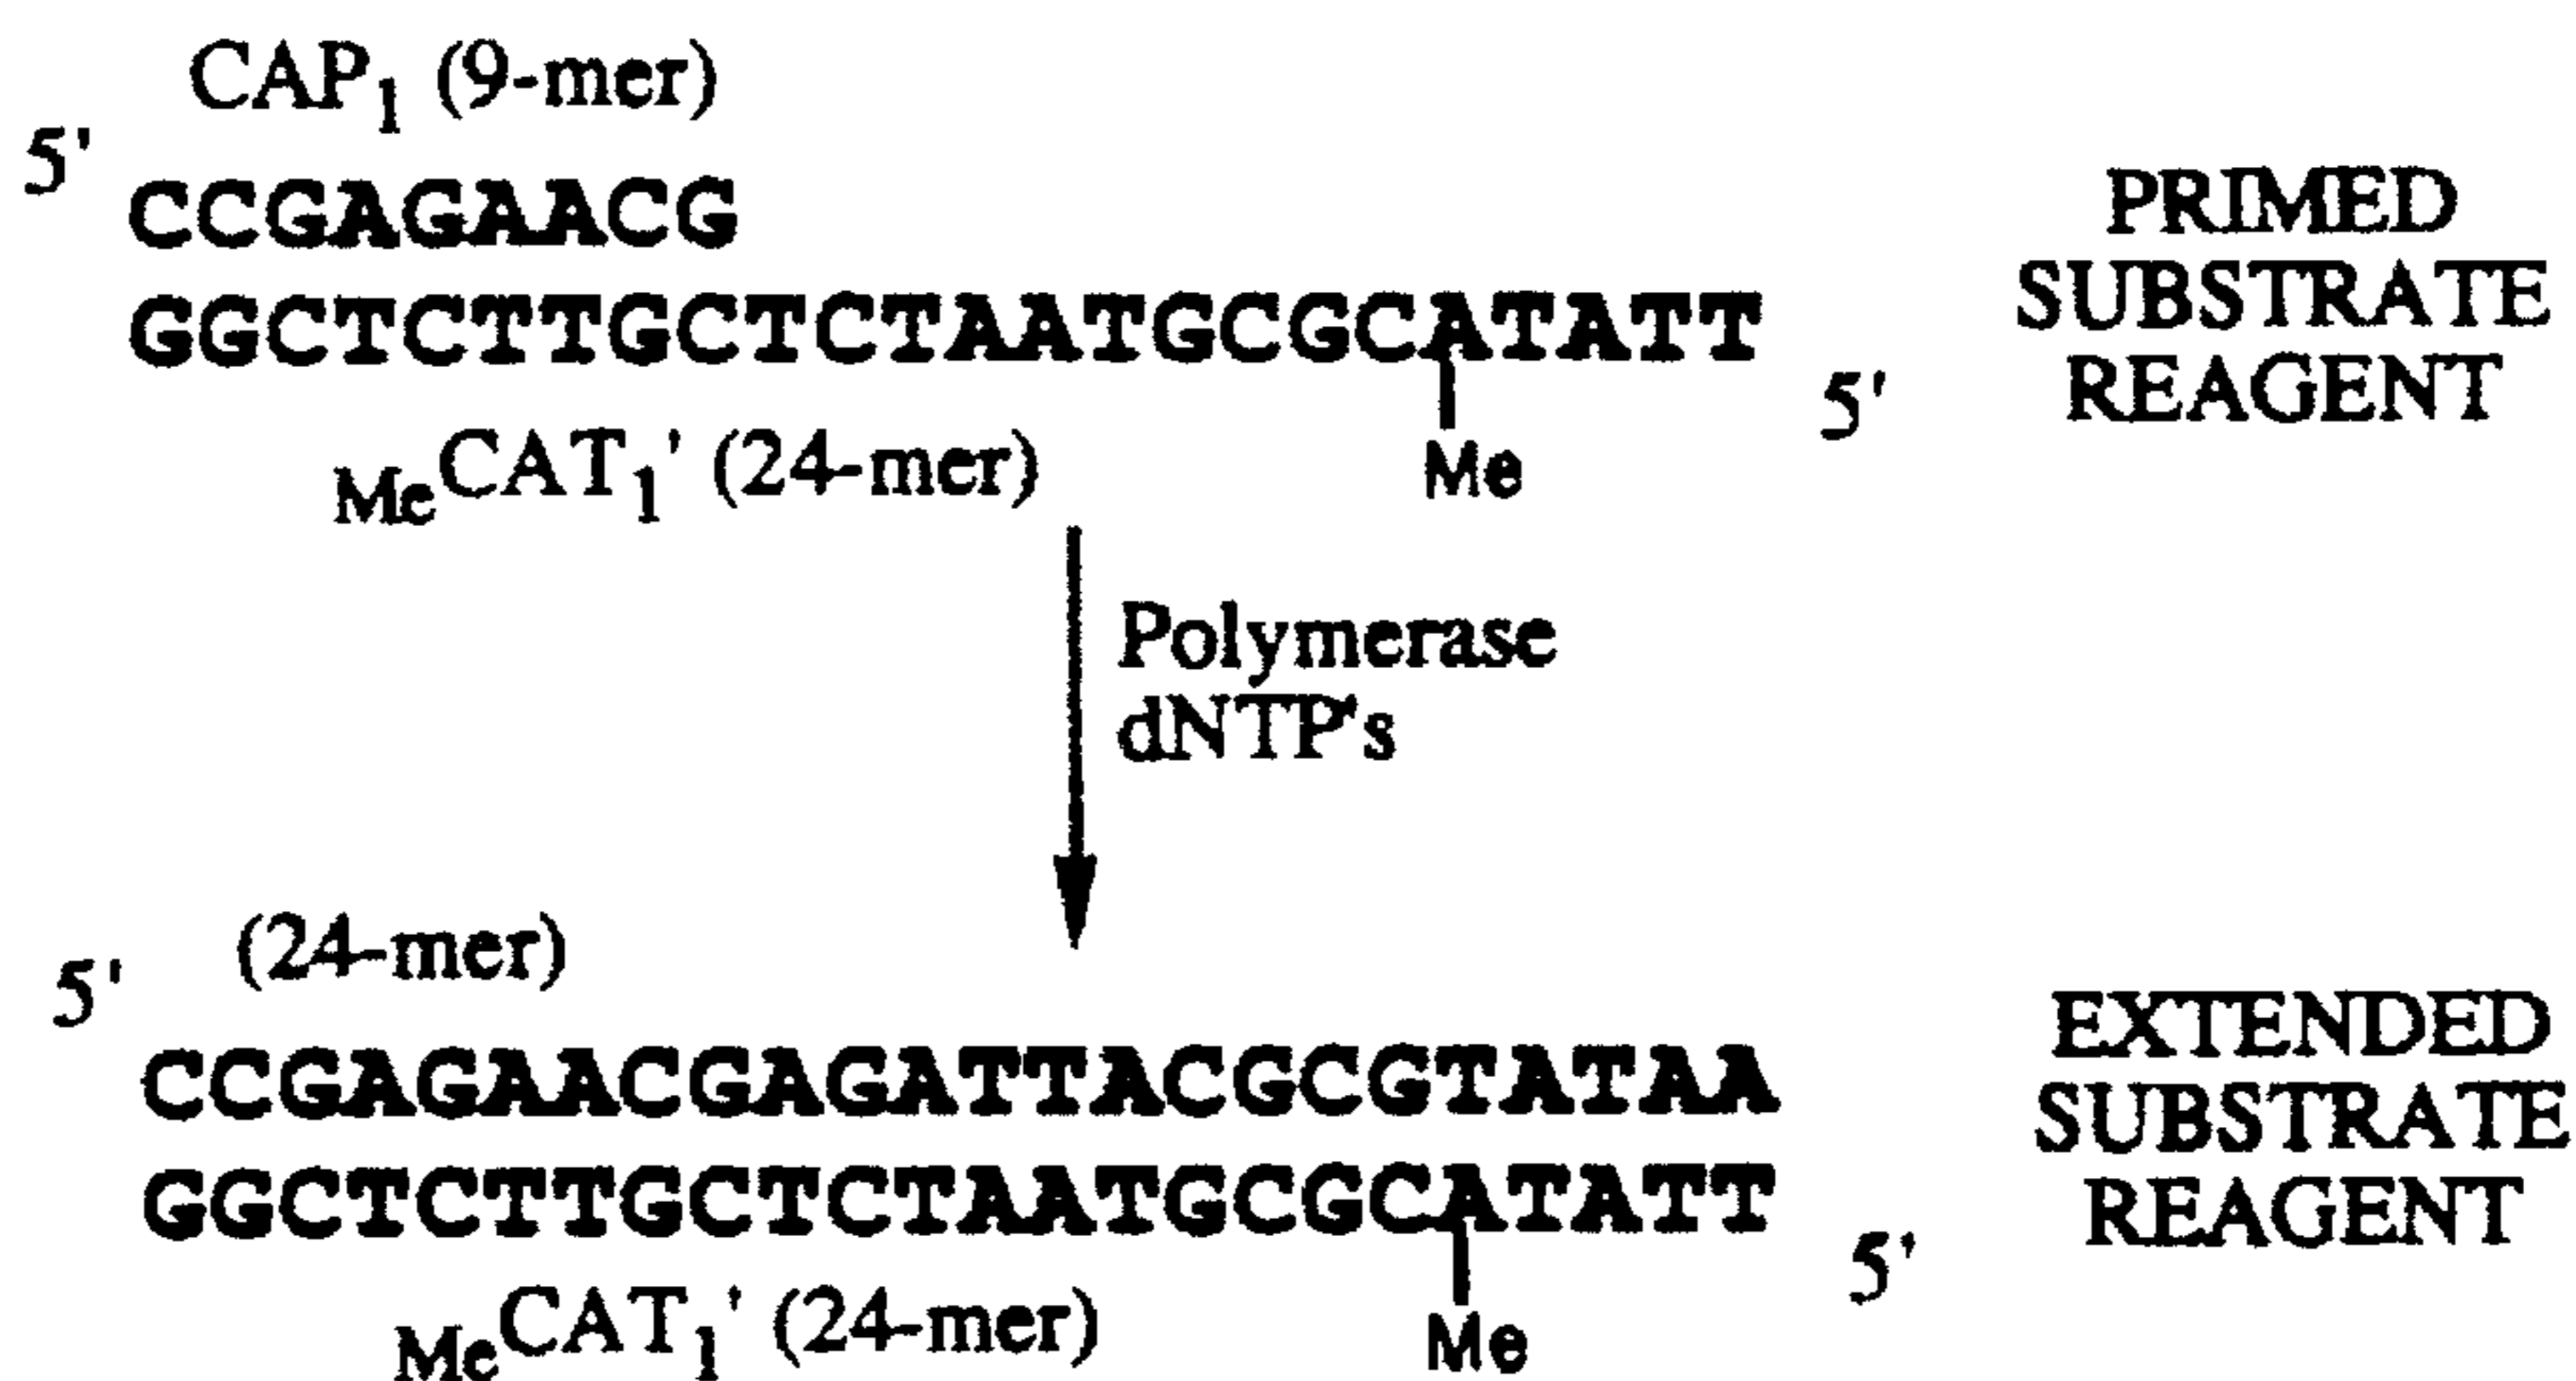 CAP1 (9-mer)
5'
CCGAGAACG
GGCTCTTGCTCTAATGCGCATATT
5'
Me
MeCAT1' (24-mer)
PRIMED
SUBSTRATE
REAGENT
Polymerase
dNTP's
(24-mer)
5'
CCGAGAACGAGATTACGCGTATAA
GGCTCTTGCTCTAATGCGCATATT
5'
Me
MeCAT1' (24-mer)
EXTENDED
SUBSTRATE
REAGENT